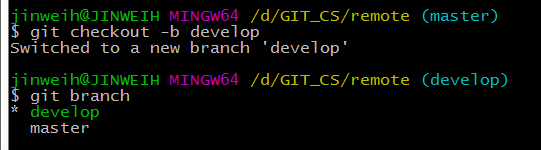 jinweih@JINWEIH MINGW64 /d/GIT_CS/remote (master)
$ git checkout -b develop
Switched to a new branch 'develop'
jinweih@JINWEIH MINGW64 /d/GIT_CS/remote (develop)
$ git branch
* develop
master